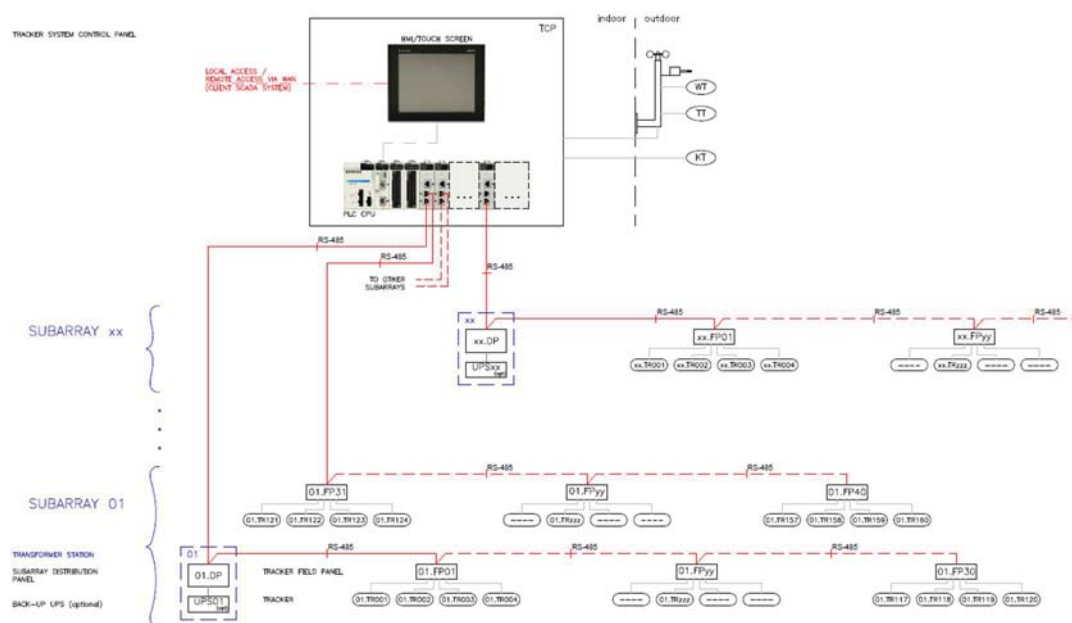 TRACKER SYSTEM CONTROL PANEL
TCP
indoor
outdoor
HMI/TOUCH SCREEN
LOCAL ACCESS /
REMOTE ACCESS VIA WAN
(CLIENT SCADA SYSTEM)
WT
TT
KT
PLC CPU
... ...
RS-485
RS-485
RS-485
TO OTHER
SUBARRAYS
SUBARRAY xx
xx
RS-485
RS-485
RS-485
xx.DP
xx.FP01
xx.FPyy
UPSxx
xx.TR001 xx.TR002 xx.TR003 xx.TR004
---- xx.TRzzz ---- ----
SUBARRAY 01
RS-485
RS-485
01.FP31
01.FPyy
01.FP40
01.TR121 01.TR122 01.TR123 01.TR124
---- 01.TRzzz ---- ----
01.TR157 01.TR158 01.TR159 01.TR160
TRANSFORMER STATION
01
RS-485
RS-485
RS-485
SUBARRAY DISTRIBUTION
PANEL
01.DP
TRACKER FIELD PANEL
01.FP01
01.FPyy
01.FP30
BACK-UP UPS (optional)
UPS01
TRACKER
01.TR001 01.TR002 01.TR003 01.TR004
---- 01.TRzzz ---- ----
01.TR117 01.TR118 01.TR119 01.TR120